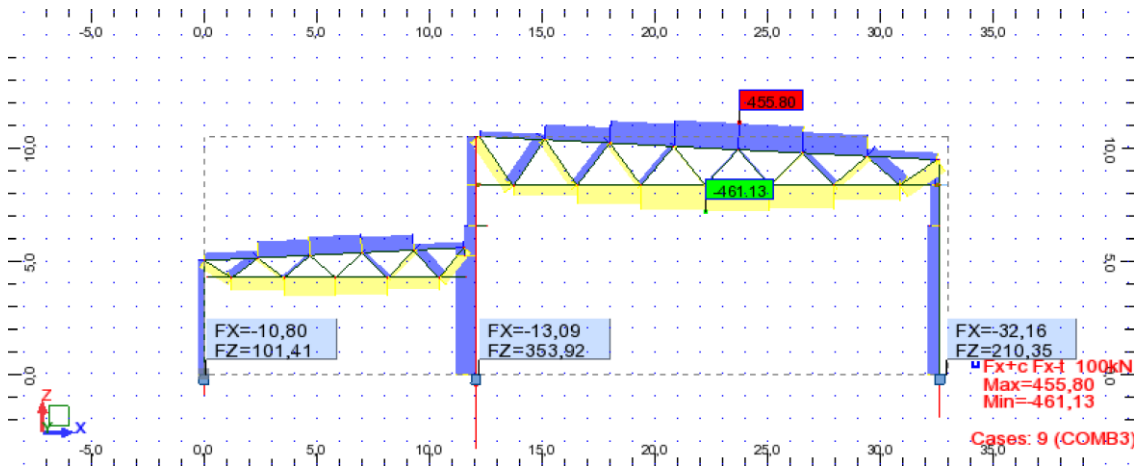 -5,0 0,0 5,0 10,0 15,0 20,0 25,0 30,0 35,0
-455.80
10,0 10,0
-461.13
5,0 5,0
FX=-10,80
FZ=101,41
FX=-13,09
FZ=353,92
FX=-32,16
FZ=210,35
0,0 0,0
Fx+c Fx-t 100kN
Max=455,80
Min=-461,13
Z
Y
X
Cases: 9 (COMB3)
-5,0 0,0 5,0 10,0 15,0 20,0 25,0 30,0 35,0